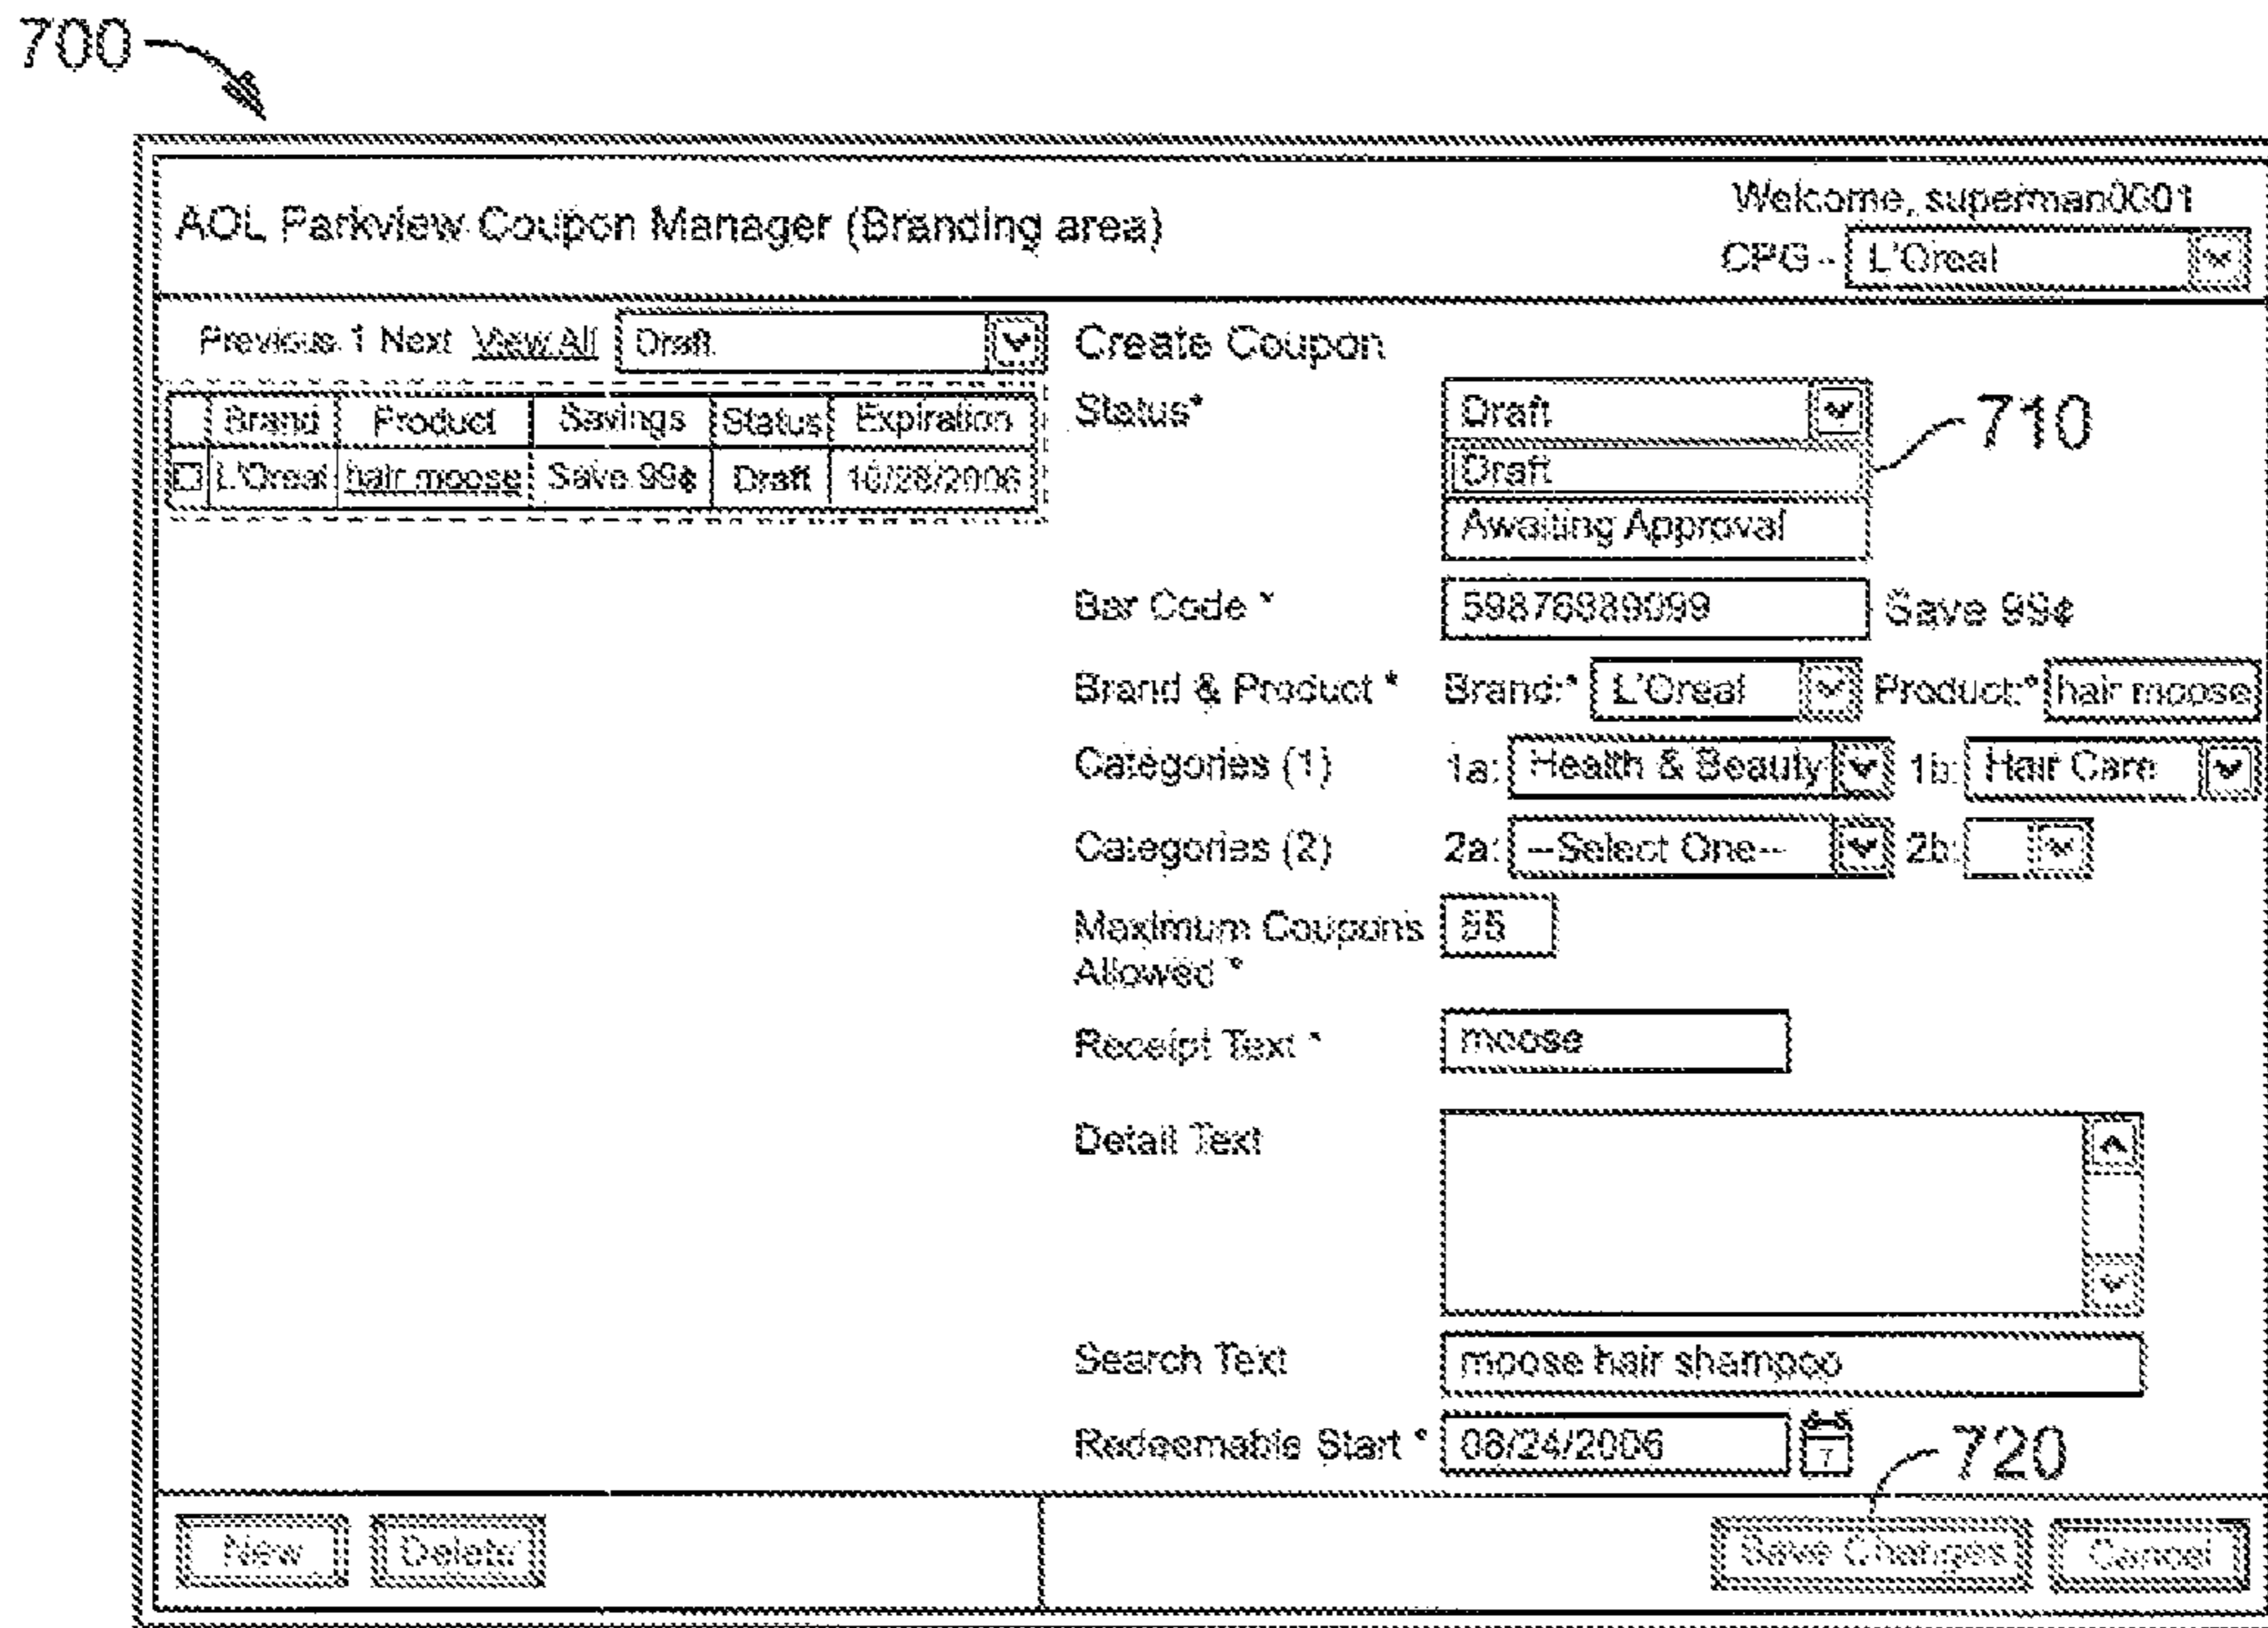 700
AOL Parkview Coupon Manager (Branding area)
Welcome, superman0001
CPG - L'Oreal
Previous 1 Next View All Draft
Brand Product Savings Status Expiration
L'Oreal hair moose Save 99¢ Draft 10/28/2006
Create Coupon
Status* Draft
Draft
Awaiting Approval
710
Bar Code * Save 99¢
Brand & Product * Brand:* L'Oreal Product:* hair moose
Categories (1) 1a: Health & Beauty 1b: Hair Care
Categories (2) 2a: --Select One-- 2b:
Maximum Coupons
Allowed *
Receipt Text * moose
Detail Text
Search Text moose hair shampoo
Redeemable Start * 08/24/2006 7
720
New Delete Save Changes Cancel